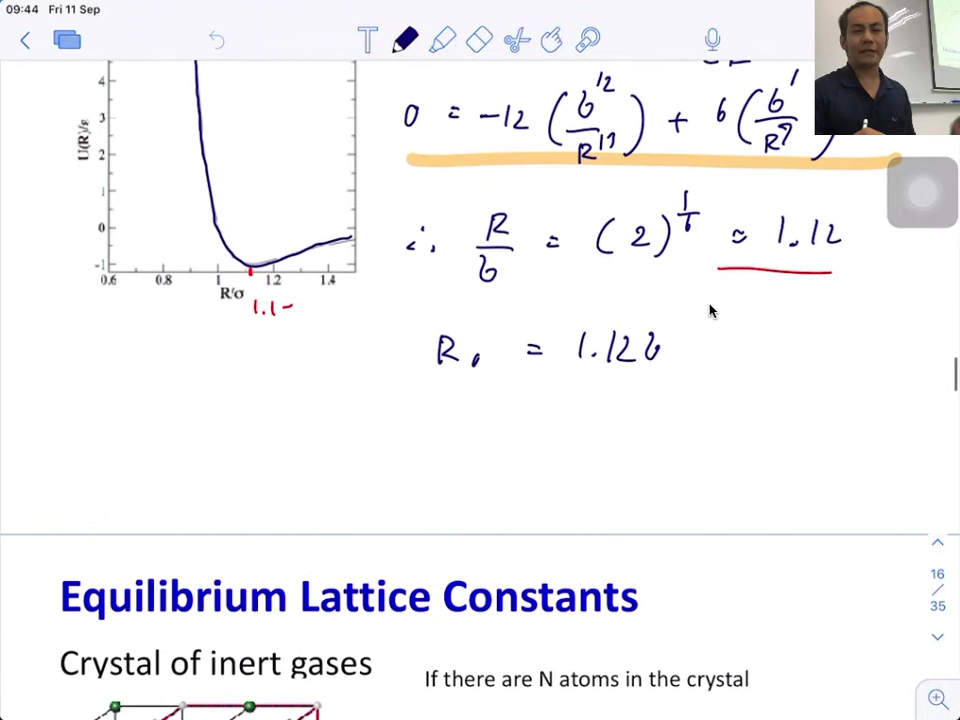 09:44 Fri 11 Sep
T
4
3
2
1
0
-1
U(R)/ε
0.6 0.8 1 1.2 1.4
R/σ
1.1-
0 = -12 (σ^12 / R^13) + 6 (σ^ / R^7)
∴ R/σ = (2)^1/6 ≈ 1.12
R₀ = 1.12σ
16
/
35
Equilibrium Lattice Constants
Crystal of inert gases
If there are N atoms in the crystal